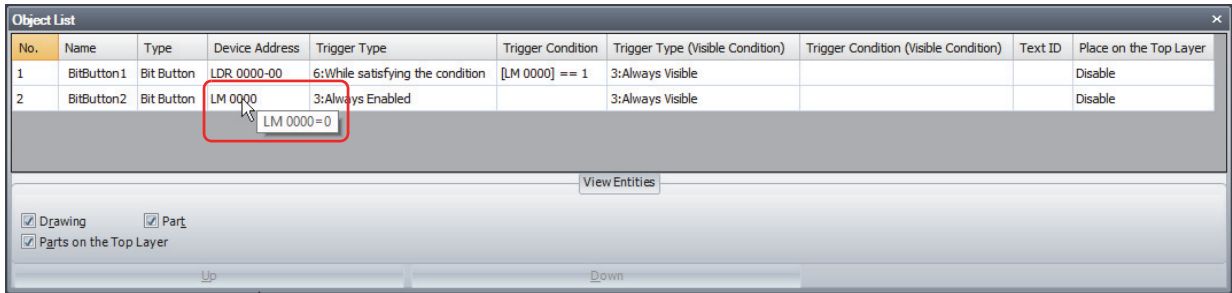 Object List
No. Name Type Device Address Trigger Type Trigger Condition Trigger Type (Visible Condition) Trigger Condition (Visible Condition) Text ID Place on the Top Layer
1 BitButton1 Bit Button LDR 0000-00 6:While satisfying the condition [LM 0000] == 1 3:Always Visible Disable
2 BitButton2 Bit Button LM 0000 3:Always Enabled 3:Always Visible Disable
LM 0000=0
View Entities
Drawing Part
Parts on the Top Layer
Up Down